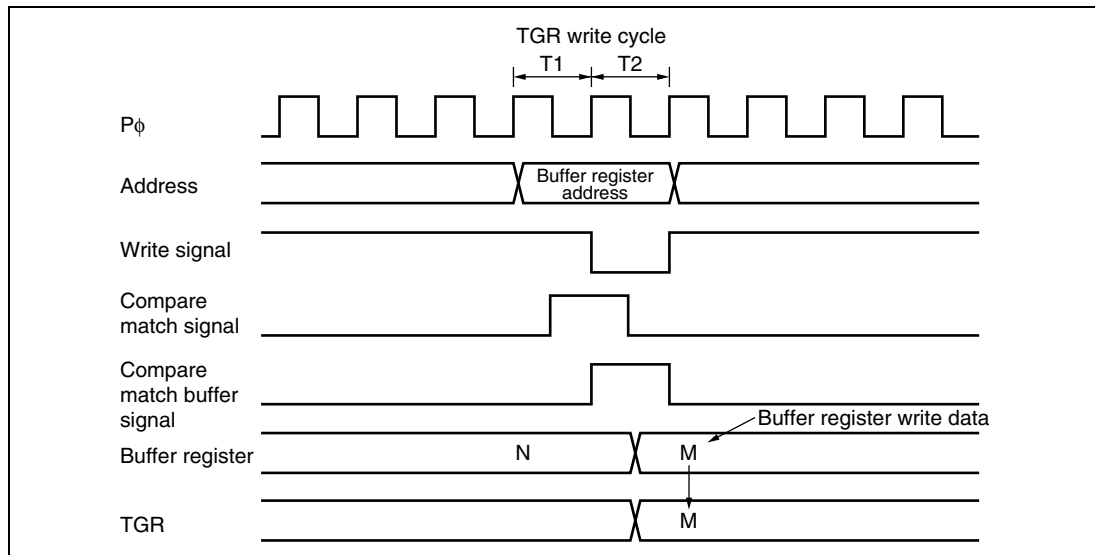 TGR write cycle
T1 T2
Pϕ
Address
Buffer register
address
Write signal
Compare
match signal
Compare
match buffer
signal
Buffer register write data
Buffer register
N M
TGR
M